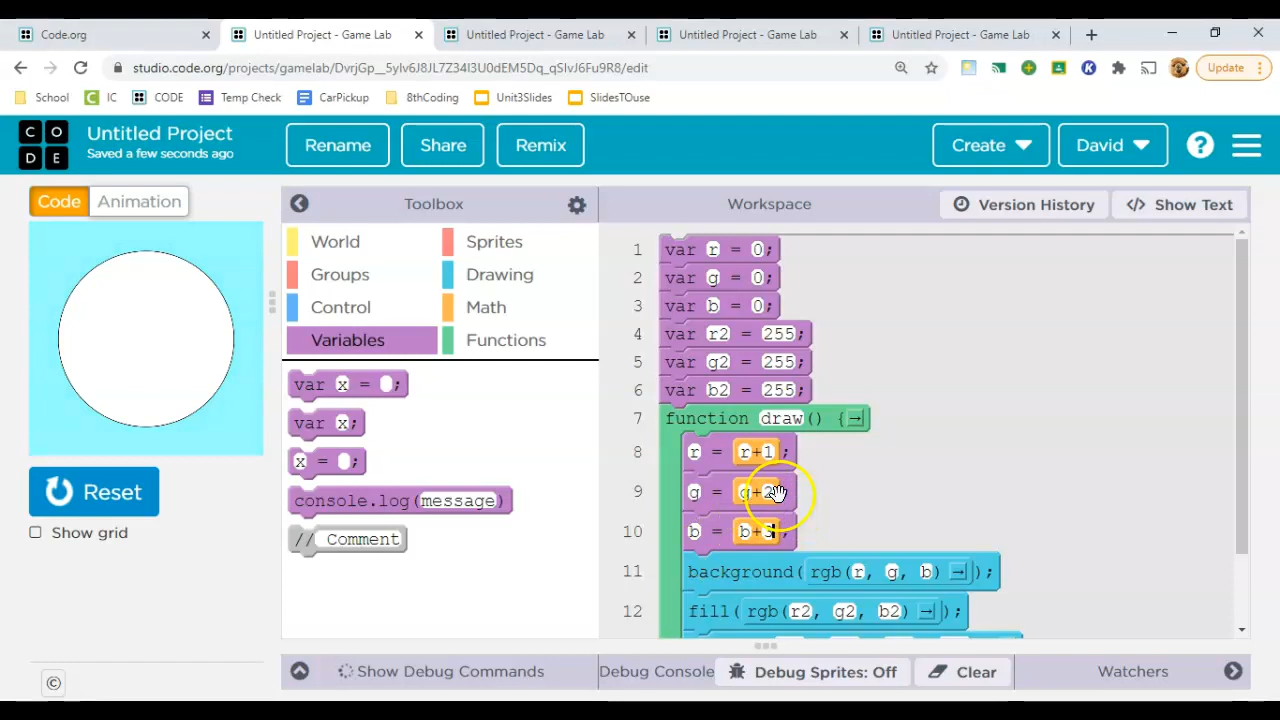 Code.org
Untitled Project - Game Lab
Untitled Project - Game Lab
Untitled Project - Game Lab
Untitled Project - Game Lab
studio.code.org/projects/gamelab/DvrjGp__5ylv6J8JL7Z34I3U0dEM5Dq_qSIvJ6Fu9R8/edit
Update
School
IC
CODE
Temp Check
CarPickup
8thCoding
Unit3Slides
SlidesTOuse
C O
D E
Untitled Project
Saved a few seconds ago
Rename
Share
Remix
Create
David
?
Code
Animation
Toolbox
Workspace
Version History
</> Show Text
World
Sprites
Groups
Drawing
Control
Math
Variables
Functions
var x = ;
var x;
x = ;
console.log(message)
// Comment
Reset
Show grid
1 var r = 0;
2 var g = 0;
3 var b = 0;
4 var r2 = 255;
5 var g2 = 255;
6 var b2 = 255;
7 function draw() {
8 r = r+1;
9 g = g+2
10 b = b+3;
11 background(rgb(r, g, b));
12 fill(rgb(r2, g2, b2));
©
Show Debug Commands
Debug Console
Debug Sprites: Off
Clear
Watchers